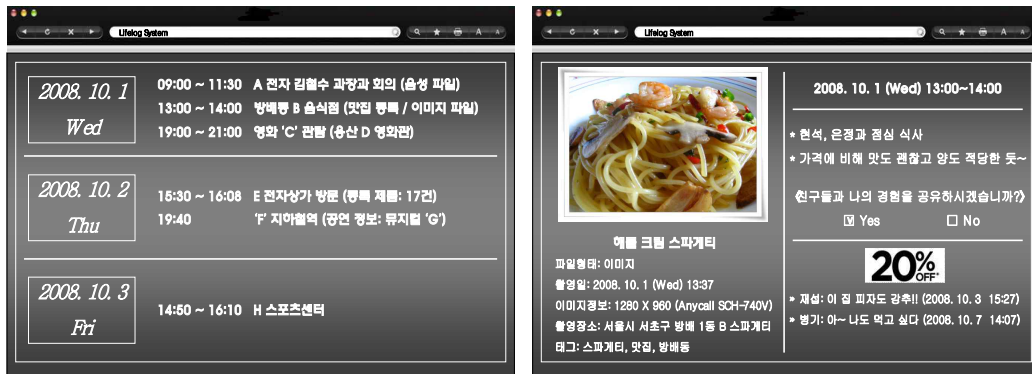 Lifelog System
A
A
2008. 10. 1
Wed
09:00 ~ 11:30 A 전자 김철수 과장과 회의 (음성 파일)
13:00 ~ 14:00 방배동 B 음식점 (맛집 등록 / 이미지 파일)
19:00 ~ 21:00 영화 'C' 관람 (용산 D 영화관)
2008. 10. 2
Thu
15:30 ~ 16:08 E 전자상가 방문 (등록 제품: 17건)
19:40 'F' 지하철역 (공연 정보: 뮤지컬 'G')
2008. 10. 3
Fri
14:50 ~ 16:10 H 스포츠센터
Lifelog System
A
A
해물 크림 스파게티
파일형태: 이미지
촬영일: 2008. 10. 1 (Wed) 13:37
이미지정보: 1280 X 960 (Anycall SCH-740V)
촬영장소: 서울시 서초구 방배 1동 B 스파게티
태그: 스파게티, 맛집, 방배동
2008. 10. 1 (Wed) 13:00~14:00
* 현석, 은정과 점심 식사
* 가격에 비해 맛도 괜찮고 양도 적당한 듯~
<친구들과 나의 경험을 공유하시겠습니까?>
Yes No
20% OFF*
» 재섭: 이 집 피자도 강추!! (2008. 10. 3 15:27)
» 병기: 아~ 나도 먹고 싶다 (2008. 10. 7 14:07)